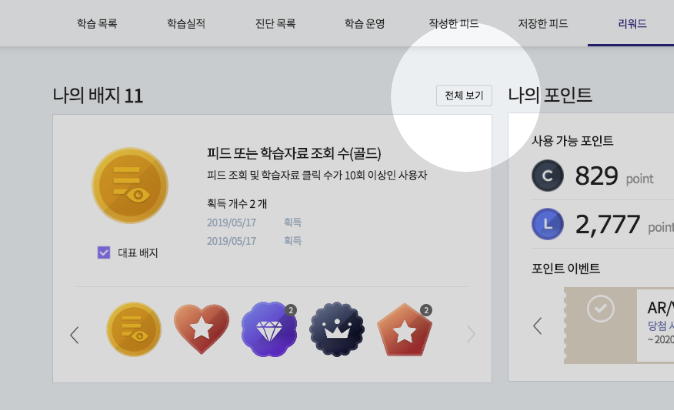 학습 목록 학습실적 진단 목록 학습 운영 작성한 피드 저장한 피드 리워드
나의 배지 11
전체 보기
피드 또는 학습자료 조회 수(골드)
피드 조회 및 학습자료 클릭 수가 10회 이상인 사용자
획득 개수 2 개
2019/05/17 획득
2019/05/17 획득
대표 배지
2
2
나의 포인트
사용 가능 포인트
C 829 point
L 2,777 point
포인트 이벤트
AR/
당첨
~ 2020